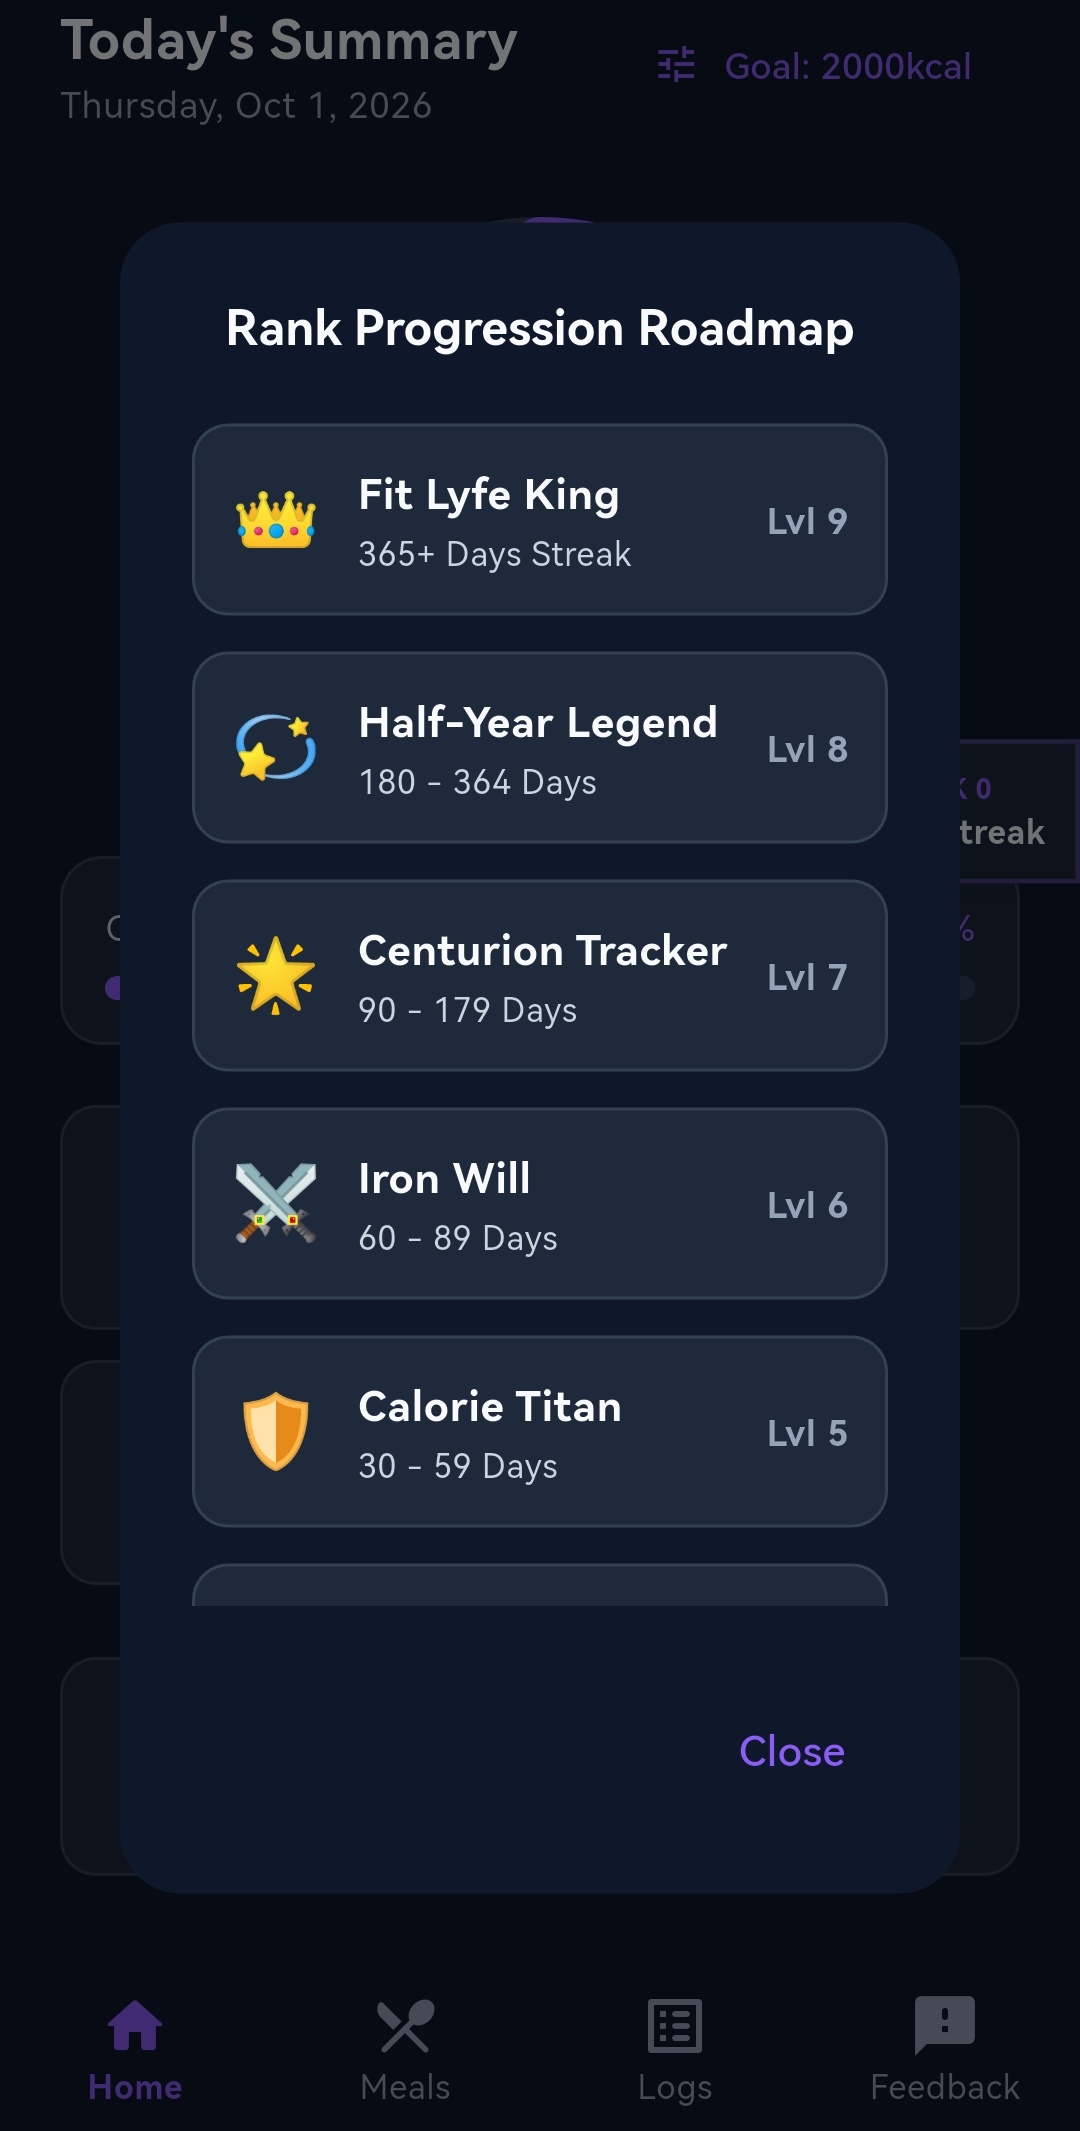 Today's Summary
Goal: 2000kcal
Thursday, Oct 1, 2026
Rank Progression Roadmap
Fit Lyfe King
365+ Days Streak
Lvl 9
Half-Year Legend
180 - 364 Days
Lvl 8
0
Centurion Tracker
90 - 179 Days
Lvl 7
%
Iron Will
60 - 89 Days
Lvl 6
Calorie Titan
30 - 59 Days
Lvl 5
Close
Home
Meals
Logs
Feedback